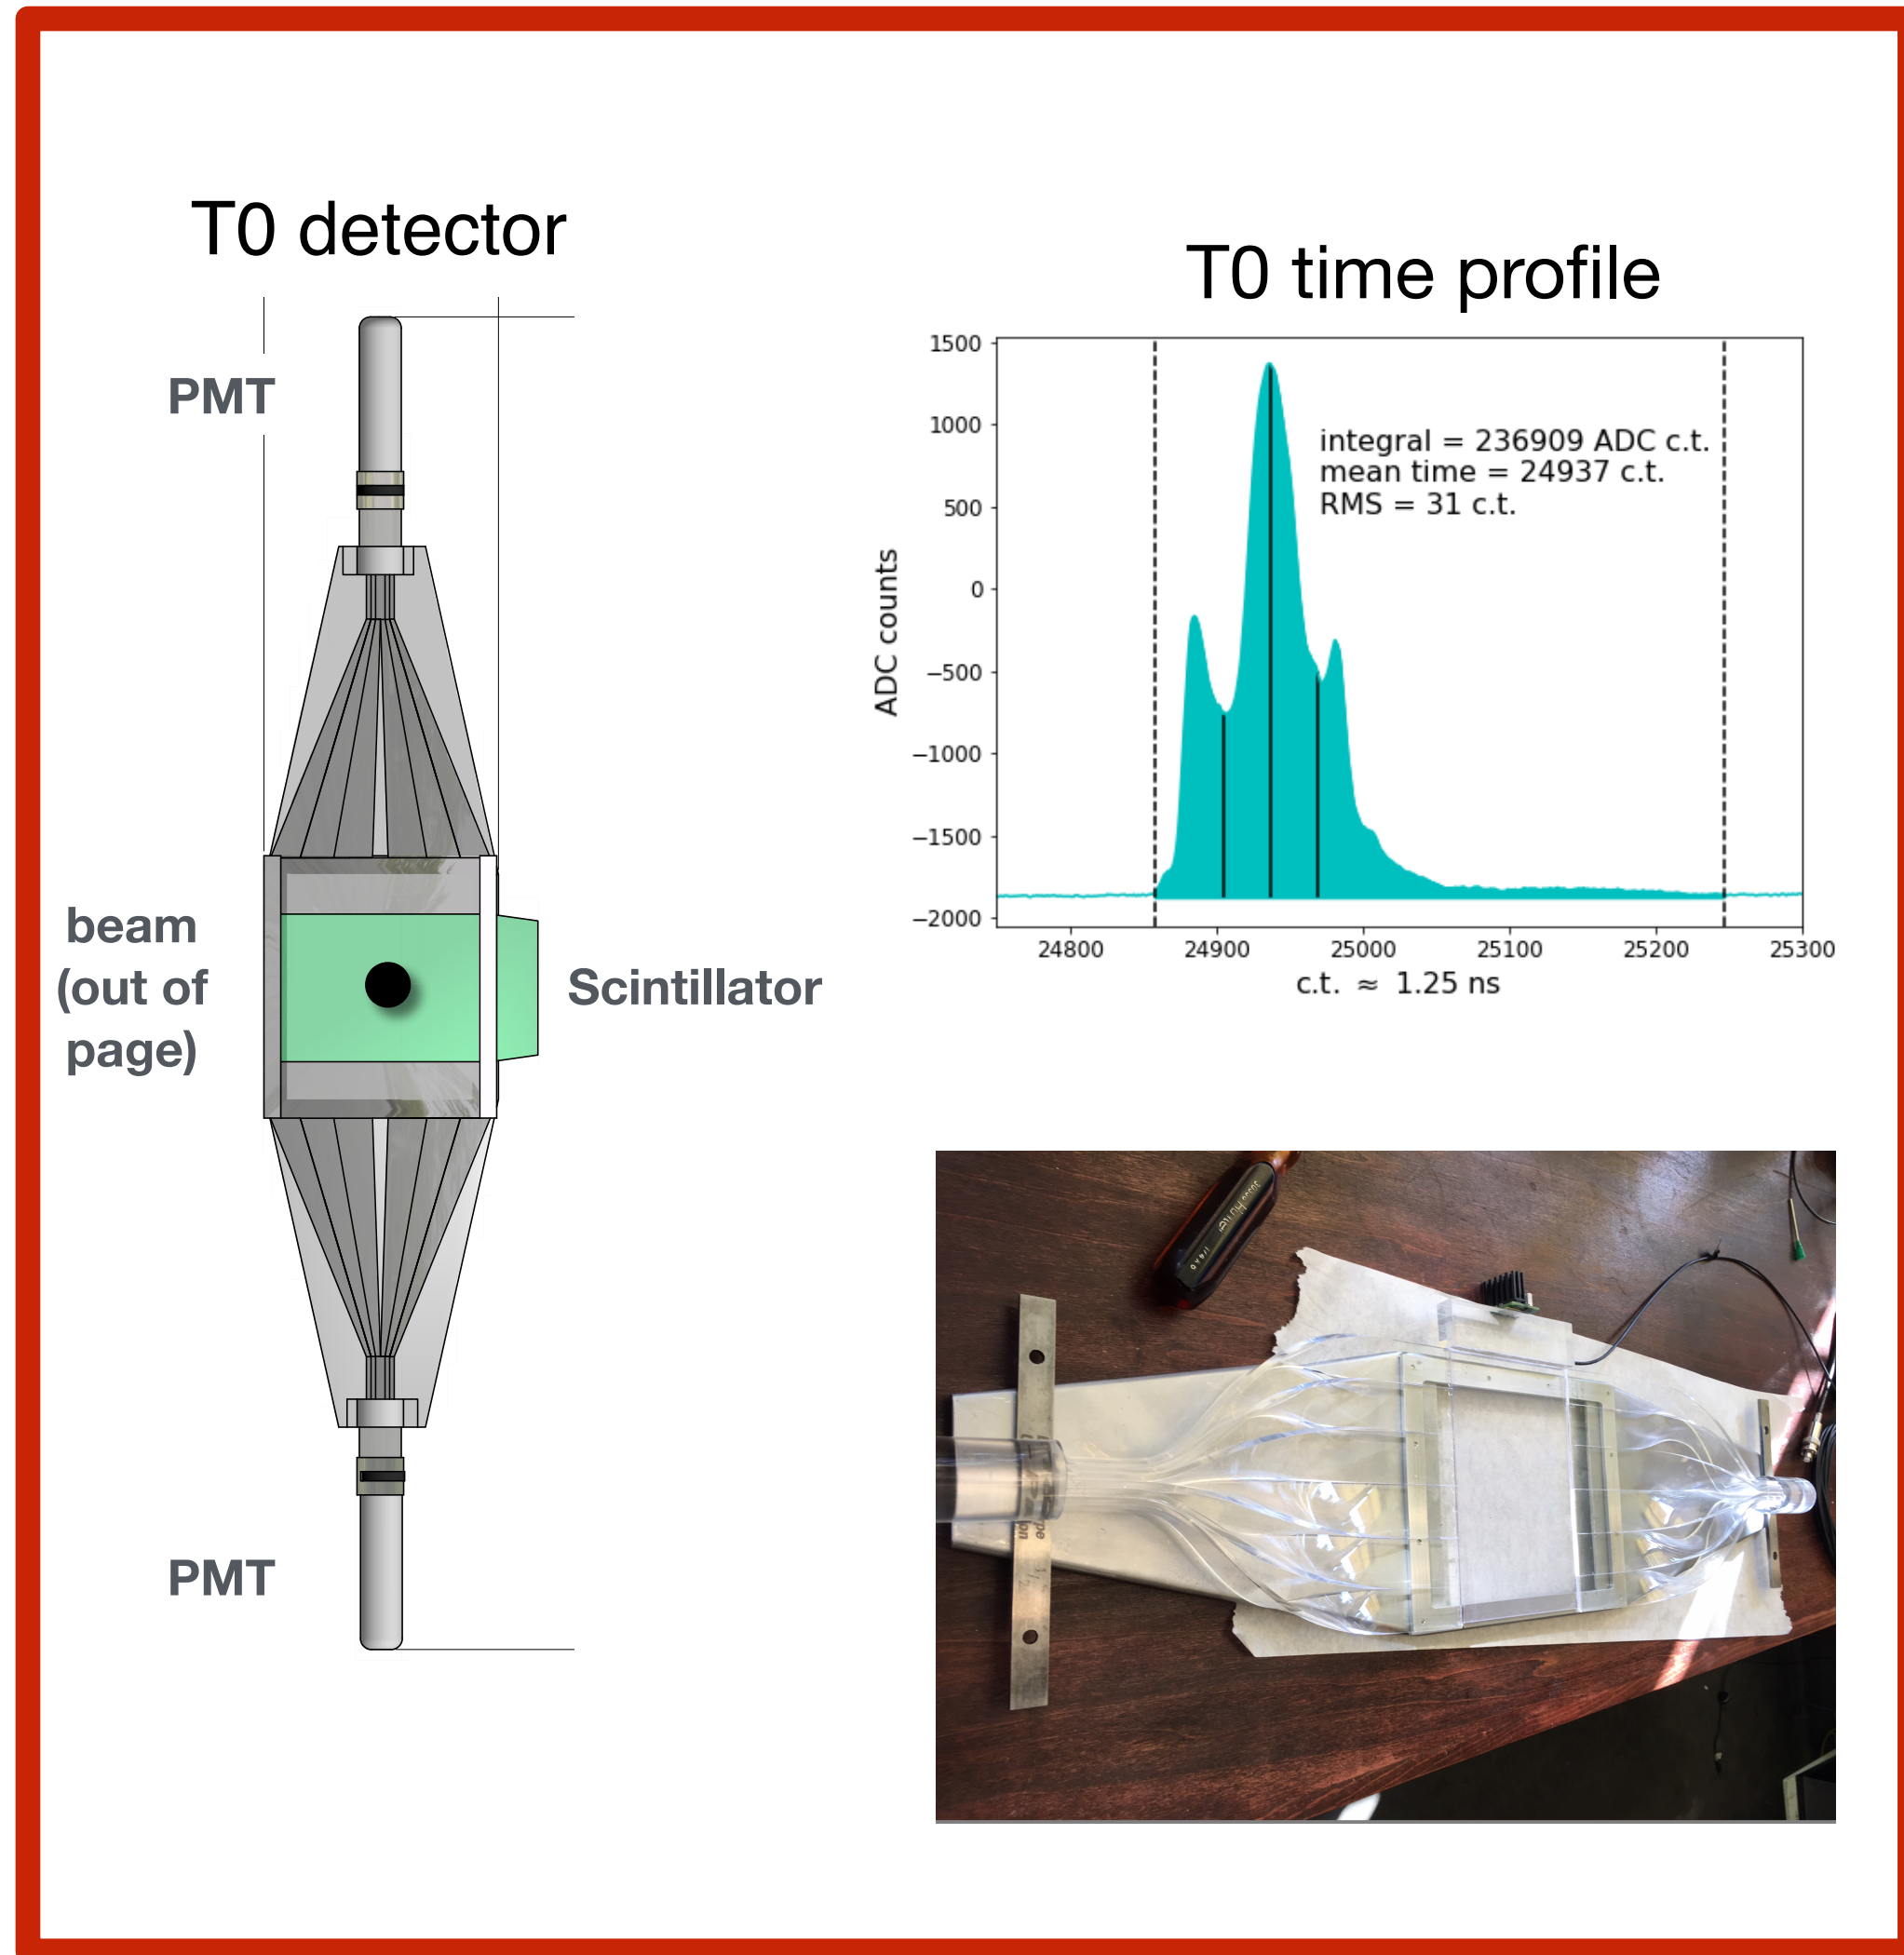 T0 detector
PMT
beam
(out of
page)
Scintillator
PMT
T0 time profile
1500
1000
500
0
−500
−1000
−1500
−2000
ADC counts
integral = 236909 ADC c.t.
mean time = 24937 c.t.
RMS = 31 c.t.
24800 24900 25000 25100 25200 25300
c.t. ≈ 1.25 ns